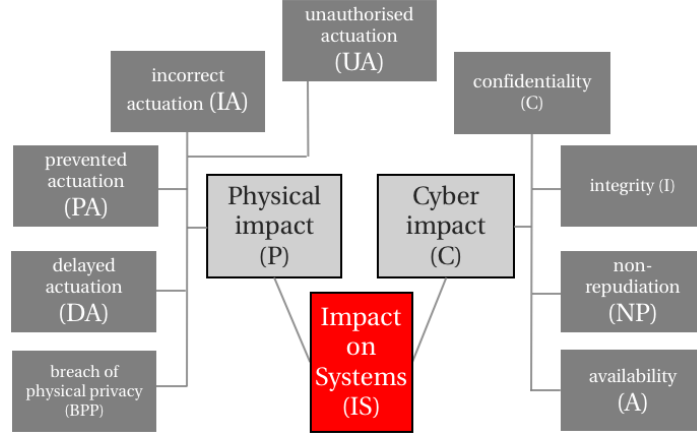 unauthorised
actuation
(UA)
incorrect
actuation (IA)
confidentiality
(C)
prevented
actuation
(PA)
Physical
impact
(P)
Cyber
impact
(C)
integrity (I)
delayed
actuation
(DA)
non-
repudiation
(NP)
Impact
on
Systems
(IS)
breach of
physical privacy
(BPP)
availability
(A)